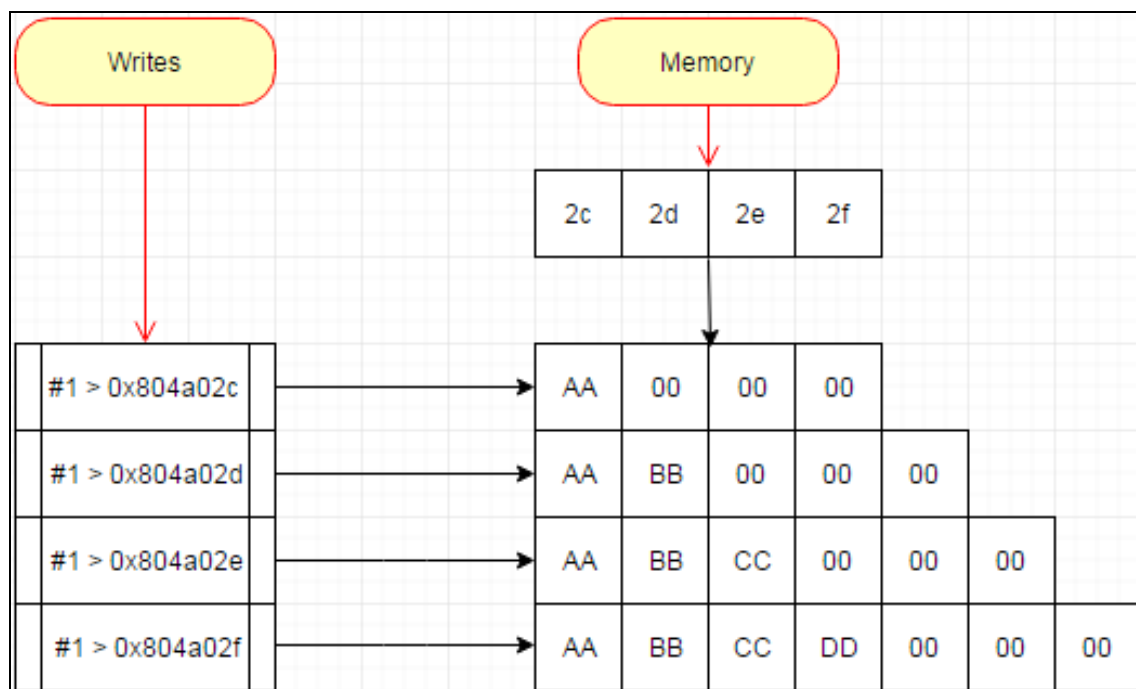 Writes Memory
2c 2d 2e 2f
#1 > 0x804a02c AA 00 00 00
#1 > 0x804a02d AA BB 00 00 00
#1 > 0x804a02e AA BB CC 00 00 00
#1 > 0x804a02f AA BB CC DD 00 00 00